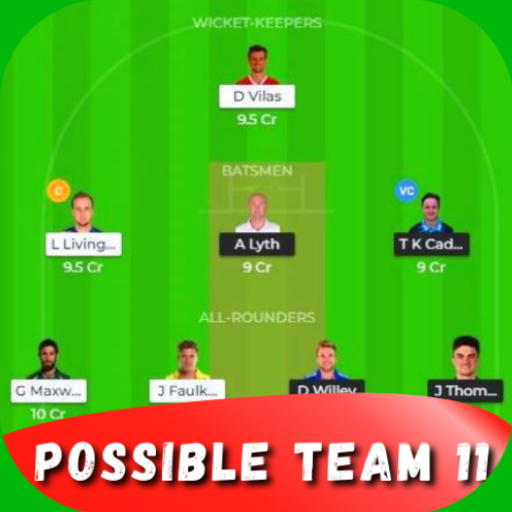 WICKET-KEEPERS
D Vilas
9.5 Cr
BATSMEN
C VC
L Living... A Lyth T K Cad...
9.5 Cr 9 Cr 9 Cr
ALL-ROUNDERS
G Maxw... J Faulk... D Willey J Thom...
10 Cr
POSSIBLE TEAM 11